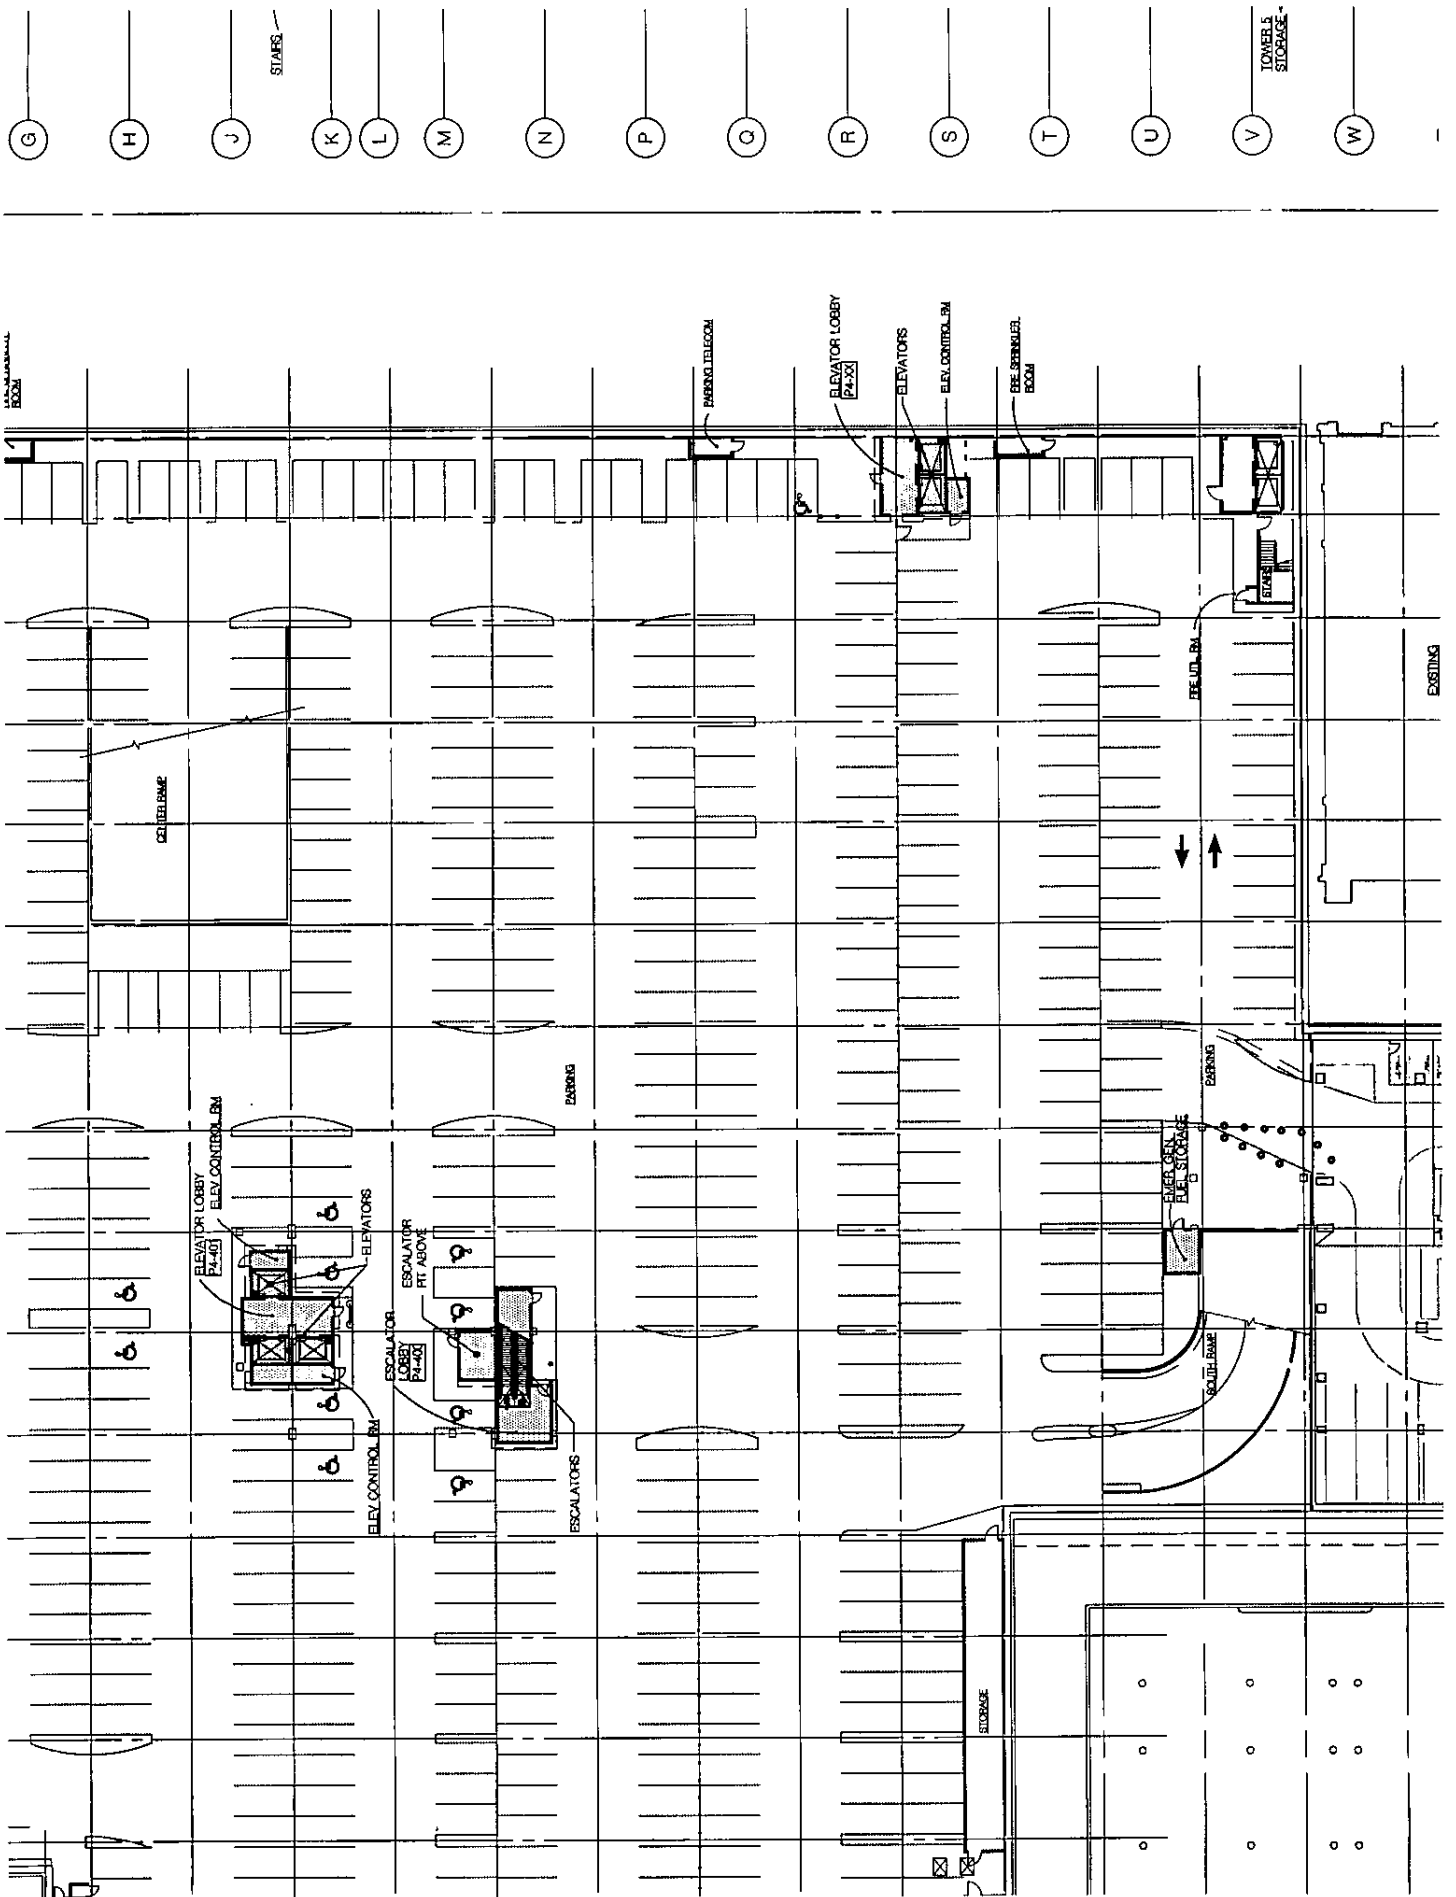 G
H
J
K
L
M
N
P
Q
R
S
T
U
V
W
STAIRS
TOWER 5
STORAGE
ROOM
PARKING TELECOM
ELEVATOR LOBBY
P4-XX
ELEVATORS
ELEV. CONTROL RM
FIRE SPRINKLER
ROOM
STAIRS
FIRE UTIL. RM
EXISTING
CENTER RAMP
PARKING
PARKING
ELEVATOR LOBBY
P4-401
ELEV CONTROL RM
ELEVATORS
ESCALATOR
PIT ABOVE
ESCALATOR
LOBBY
P4-400
ELEV CONTROL RM
ESCALATORS
EMER. GEN.
FUEL STORAGE
SOUTH RAMP
STORAGE